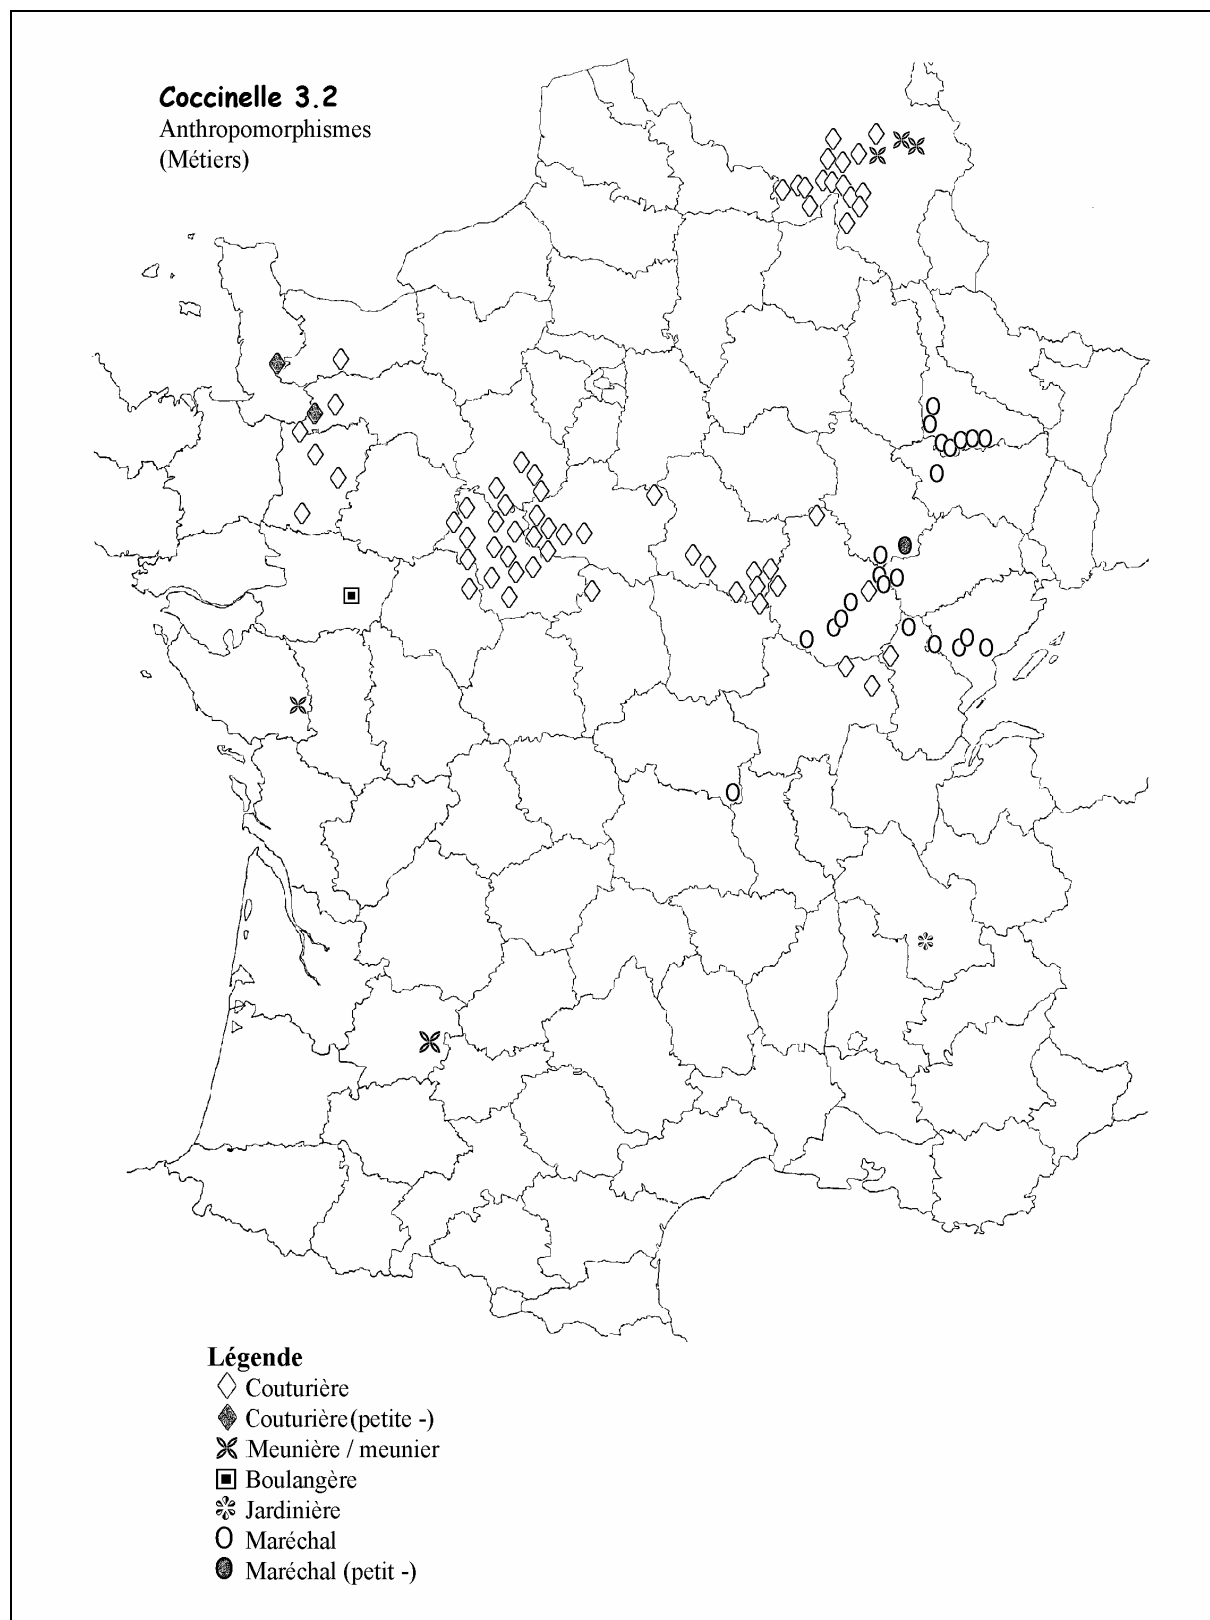 Coccinelle 3.2
Anthropomorphismes
(Métiers)
Légende
Couturière
Couturière (petite -)
Meunière / meunier
Boulangère
Jardinière
Maréchal
Maréchal (petit -)